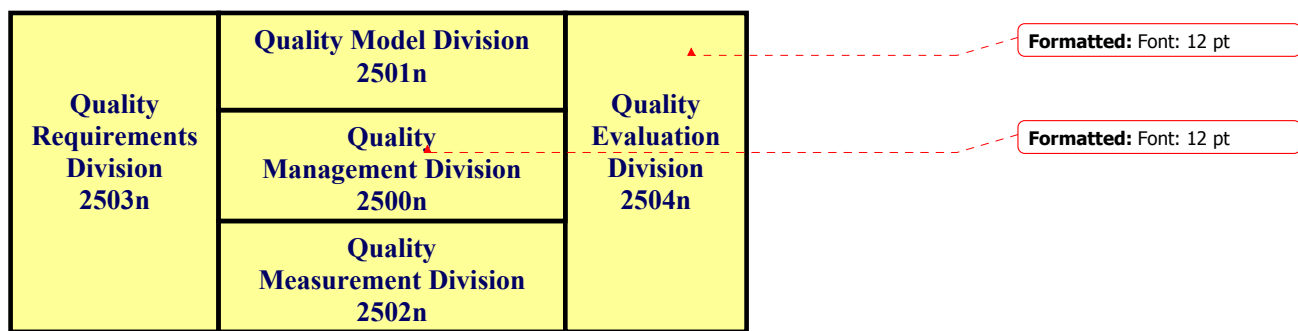 Quality
Requirements
Division
2503n
Quality Model Division
2501n
Quality
Management Division
2500n
Quality
Measurement Division
2502n
Quality
Evaluation
Division
2504n
Formatted: Font: 12 pt
Formatted: Font: 12 pt